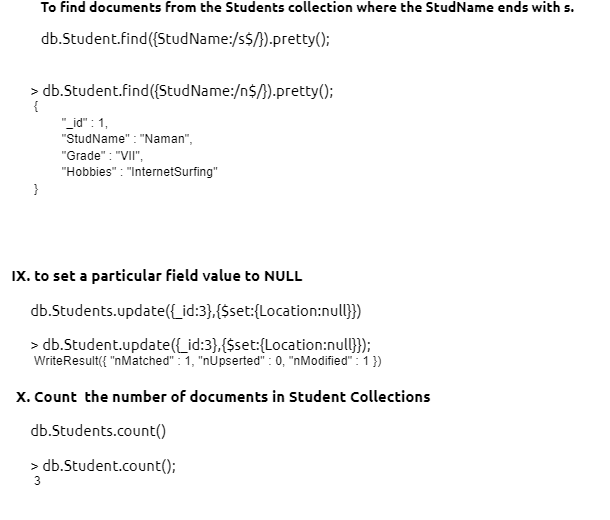 To find documents from the Students collection where the StudName ends with s.
db.Student.find({StudName:/s$/}).pretty();
> db.Student.find({StudName:/n$/}).pretty();
{
"_id" : 1,
"StudName" : "Naman",
"Grade" : "VII",
"Hobbies" : "InternetSurfing"
}
IX. to set a particular field value to NULL
db.Students.update({_id:3},{$set:{Location:null}})
> db.Student.update({_id:3},{$set:{Location:null}});
WriteResult({ "nMatched" : 1, "nUpserted" : 0, "nModified" : 1 })
X. Count the number of documents in Student Collections
db.Students.count()
> db.Student.count();
3